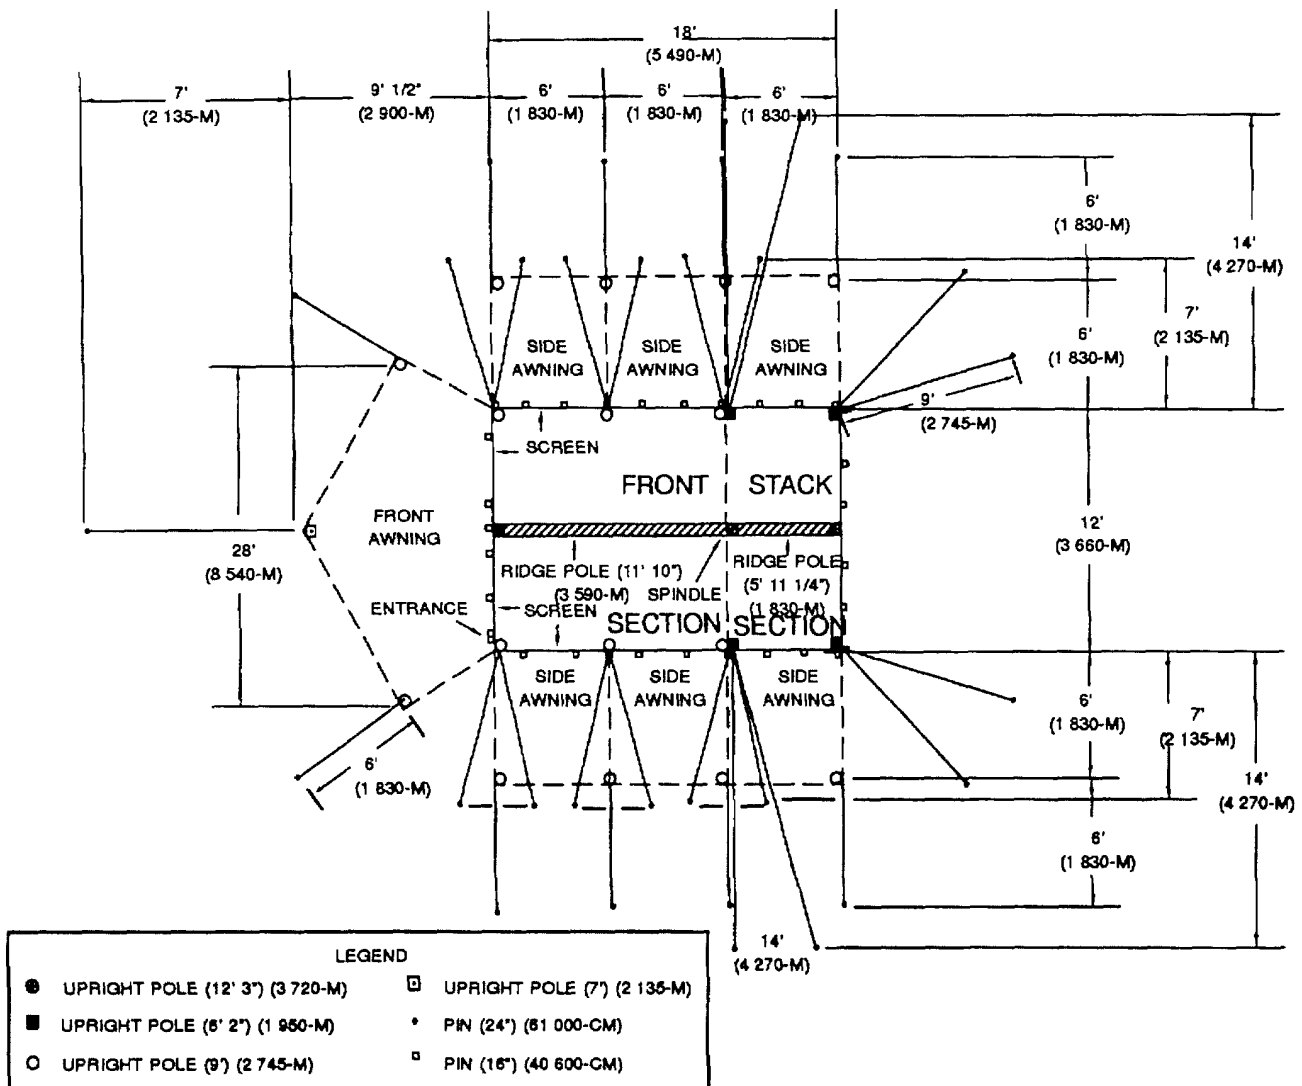 18'
(5 490-M)
7'
(2 135-M)
9' 1/2"
(2 900-M)
6'
(1 830-M)
6'
(1 830-M)
6'
(1 830-M)
6'
(1 830-M)
14'
(4 270-M)
7'
(2 135-M)
6'
(1 830-M)
SIDE
AWNING
SIDE
AWNING
SIDE
AWNING
9'
(2 745-M)
SCREEN
FRONT STACK
FRONT
AWNING
12'
(3 660-M)
28'
(8 540-M)
RIDGE POLE (11' 10")
(3 590-M)
SPINDLE
RIDGE POLE
(5' 11 1/4")
(1 830-M)
ENTRANCE
SCREEN
SECTION SECTION
SIDE
AWNING
SIDE
AWNING
SIDE
AWNING
6'
(1 830-M)
7'
(2 135-M)
6'
(1 830-M)
14'
(4 270-M)
6'
(1 830-M)
14'
(4 270-M)
LEGEND
UPRIGHT POLE (12' 3") (3 720-M)
UPRIGHT POLE (7') (2 135-M)
UPRIGHT POLE (6' 2") (1 950-M)
PIN (24") (61 000-CM)
UPRIGHT POLE (9') (2 745-M)
PIN (16") (40 600-CM)